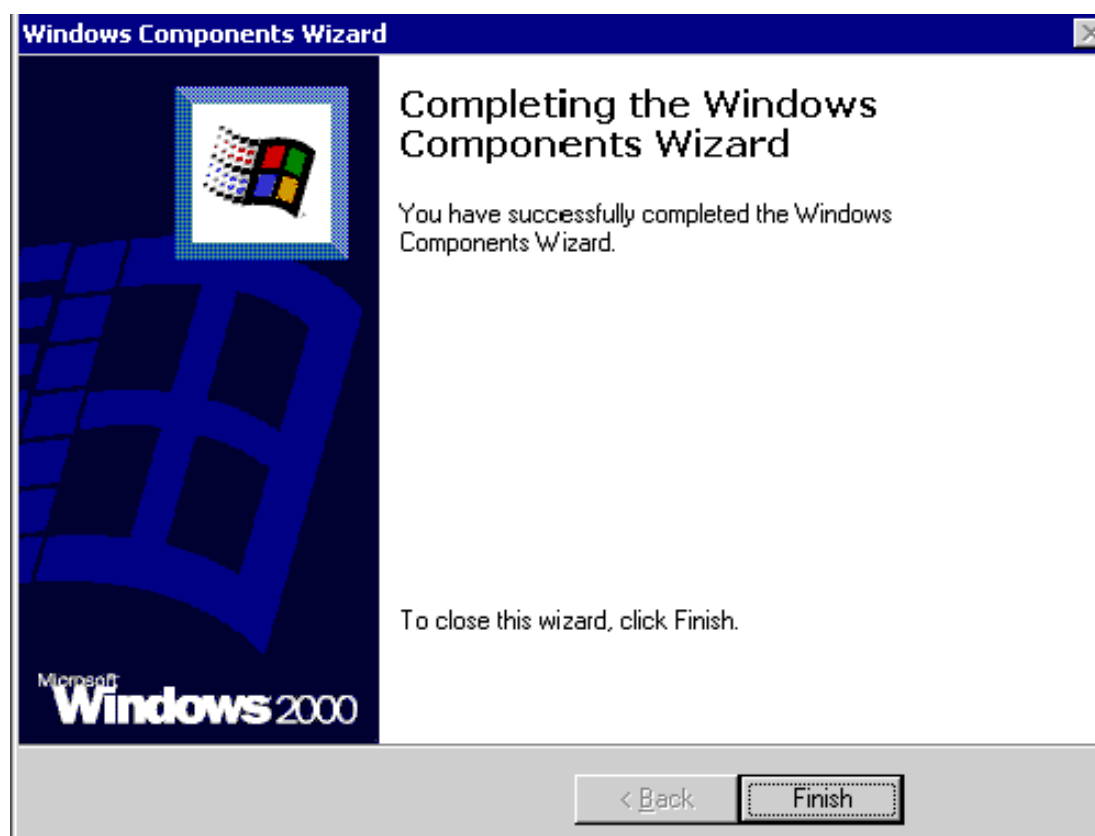 Windows Components Wizard
Completing the Windows
Components Wizard
You have successfully completed the Windows
Components Wizard.
To close this wizard, click Finish.
Microsoft
Windows 2000
< Back
Finish